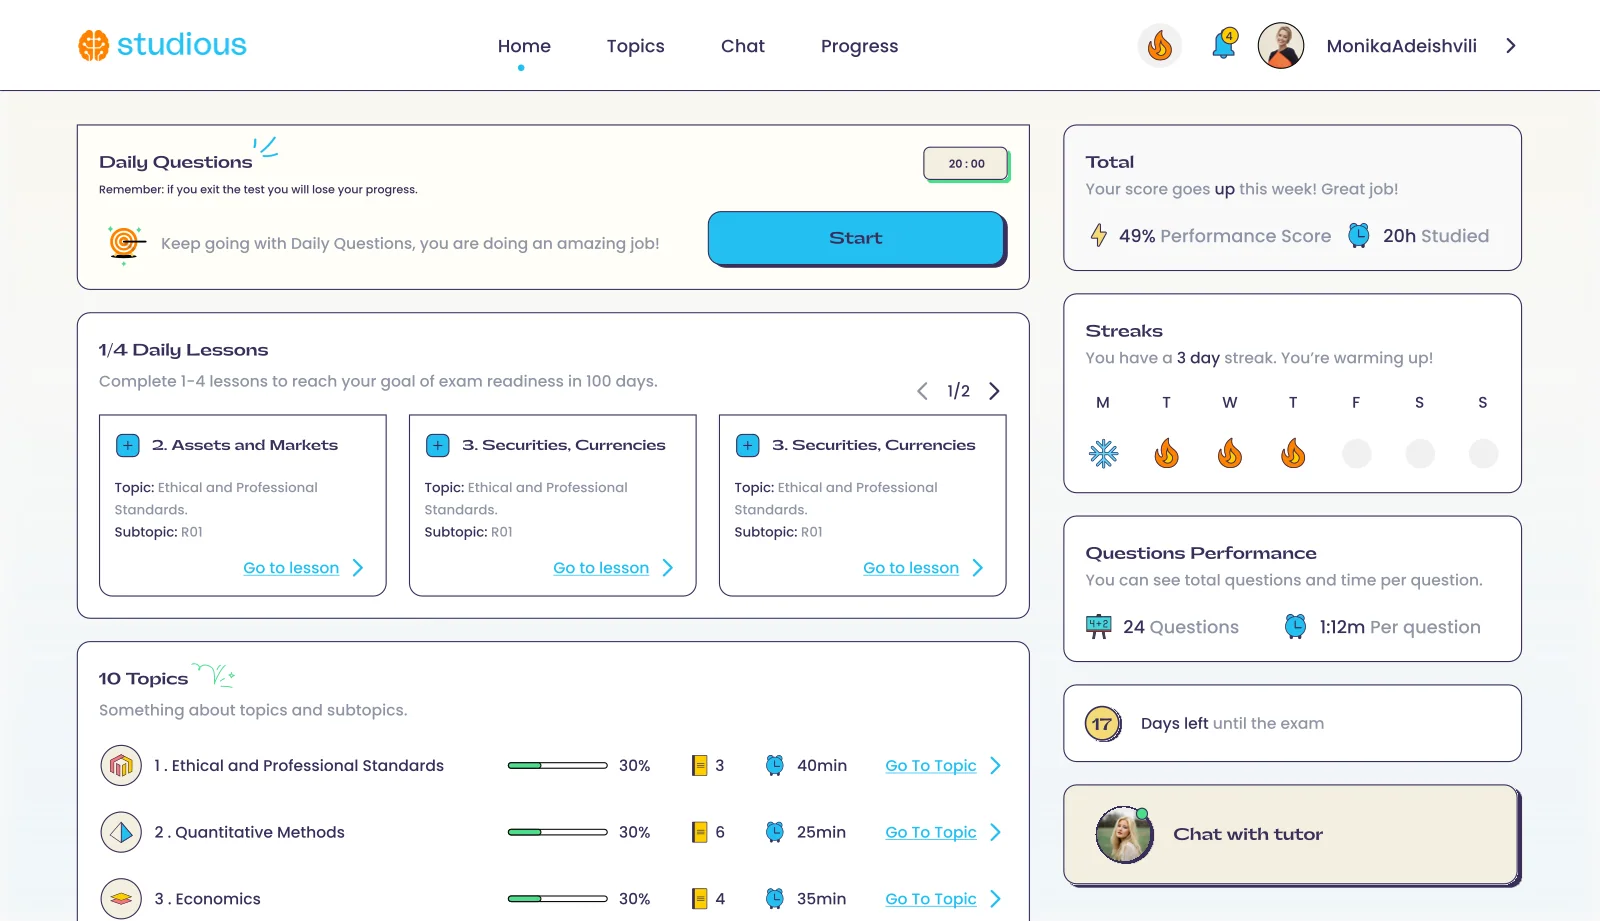 studious
Home
Topics
Chat
Progress
4
MonikaAdeishvili
Daily Questions
Remember: if you exit the test you will lose your progress.
20 : 00
Keep going with Daily Questions, you are doing an amazing job!
Start
1/4 Daily Lessons
Complete 1-4 lessons to reach your goal of exam readiness in 100 days.
1/2
2. Assets and Markets
Topic: Ethical and Professional
Standards.
Subtopic: R01
Go to lesson
3. Securities, Currencies
Topic: Ethical and Professional
Standards.
Subtopic: R01
Go to lesson
3. Securities, Currencies
Topic: Ethical and Professional
Standards.
Subtopic: R01
Go to lesson
10 Topics
Something about topics and subtopics.
1 . Ethical and Professional Standards 30% 3 40min Go To Topic
2 . Quantitative Methods 30% 6 25min Go To Topic
3 . Economics 30% 4 35min Go To Topic
Total
Your score goes up this week! Great job!
49% Performance Score 20h Studied
Streaks
You have a 3 day streak. You’re warming up!
M T W T F S S
Questions Performance
You can see total questions and time per question.
4+2
24 Questions 1:12m Per question
17 Days left until the exam
Chat with tutor